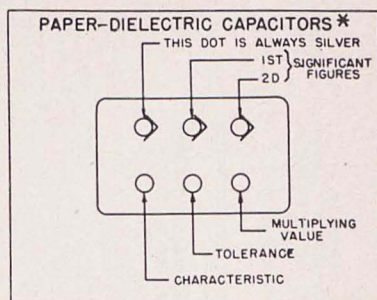 PAPER-DIELECTRIC CAPACITORS*
THIS DOT IS ALWAYS SILVER
1ST
2D
SIGNIFICANT
FIGURES
MULTIPLYING
VALUE
TOLERANCE
CHARACTERISTIC